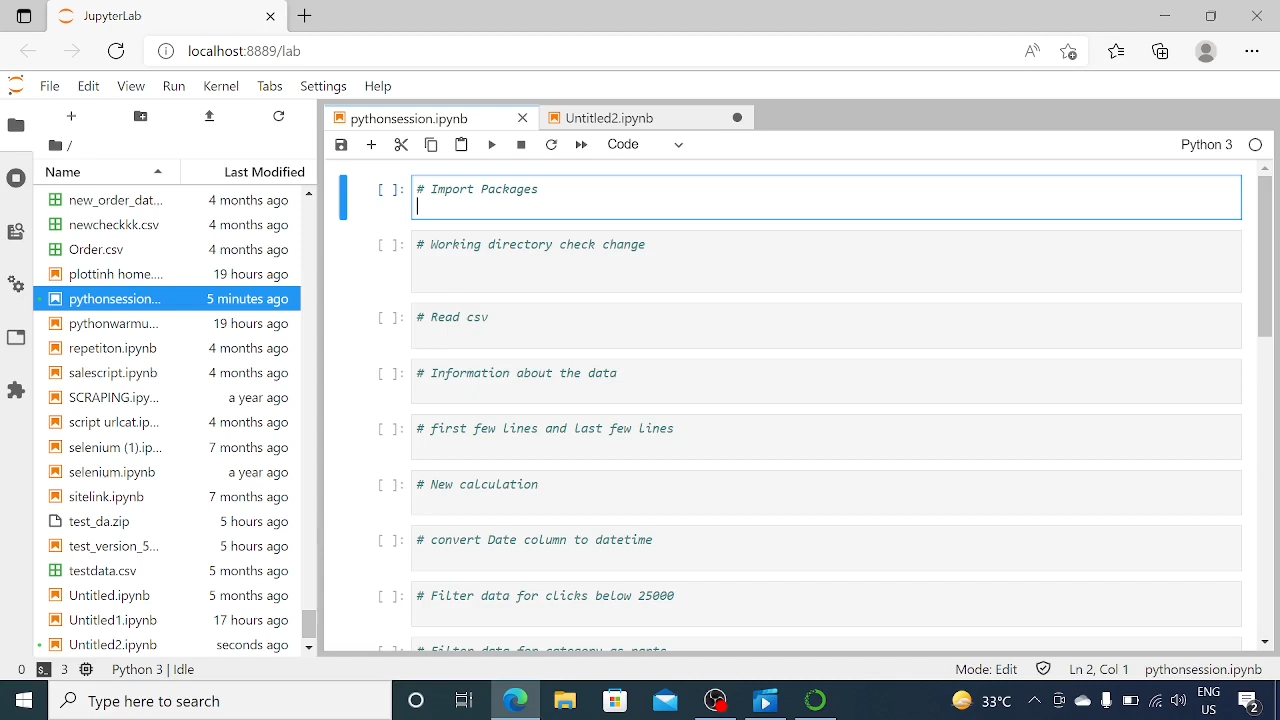 JupyterLab
localhost:8889/lab
File Edit View Run Kernel Tabs Settings Help
pythonsession.ipynb
Untitled2.ipynb
/
Code
Python 3
Name
Last Modified
new_order_dat... 4 months ago
newcheckkk.csv 4 months ago
Order.csv 4 months ago
plottinh home.... 19 hours ago
pythonsession... 5 minutes ago
pythonwarmu... 19 hours ago
repetiton.ipynb 4 months ago
salescript.ipynb 4 months ago
SCRAPING.ipy... a year ago
script urlcat.ip... 4 months ago
selenium (1).ip... 7 months ago
selenium.ipynb a year ago
sitelink.ipynb 7 months ago
test_da.zip 5 hours ago
test_version_5... 5 hours ago
testdata.csv 5 months ago
Untitled.ipynb 5 months ago
Untitled1.ipynb 17 hours ago
Untitled2.ipynb seconds ago
[ ]: # Import Packages
[ ]: # Working directory check change
[ ]: # Read csv
[ ]: # Information about the data
[ ]: # first few lines and last few lines
[ ]: # New calculation
[ ]: # convert Date column to datetime
[ ]: # Filter data for clicks below 25000
[ ]: # Filter data for category as parts
0 $_ 3 Python 3 | Idle
Mode: Edit Ln 2, Col 1 pythonsession.ipynb
Type here to search
33°C
ENG
US
2